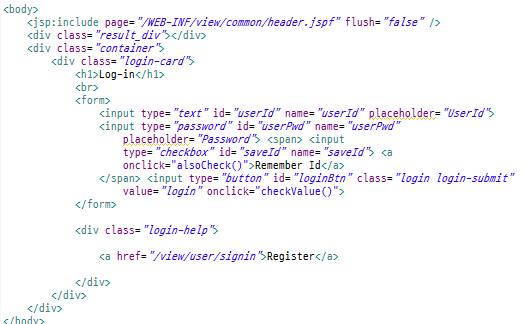 <body>
<jsp:include page="/WEB-INF/view/common/header.jspf" flush="false" />
<div class="result_div"></div>
<div class="container">
<div class="login-card">
<h1>Log-in</h1>
<br>
<form>
<input type="text" id="userId" name="userId" placeholder="UserId">
<input type="password" id="userPwd" name="userPwd"
placeholder="Password"> <span> <input
type="checkbox" id="saveId" name="saveId"> <a
onclick="alsoCheck()">Remember Id</a>
</span> <input type="button" id="loginBtn" class="login login-submit"
value="login" onclick="checkValue()">
</form>
<div class="login-help">
<a href="/view/user/signin">Register</a>
</div>
</div>
</div>
</body>